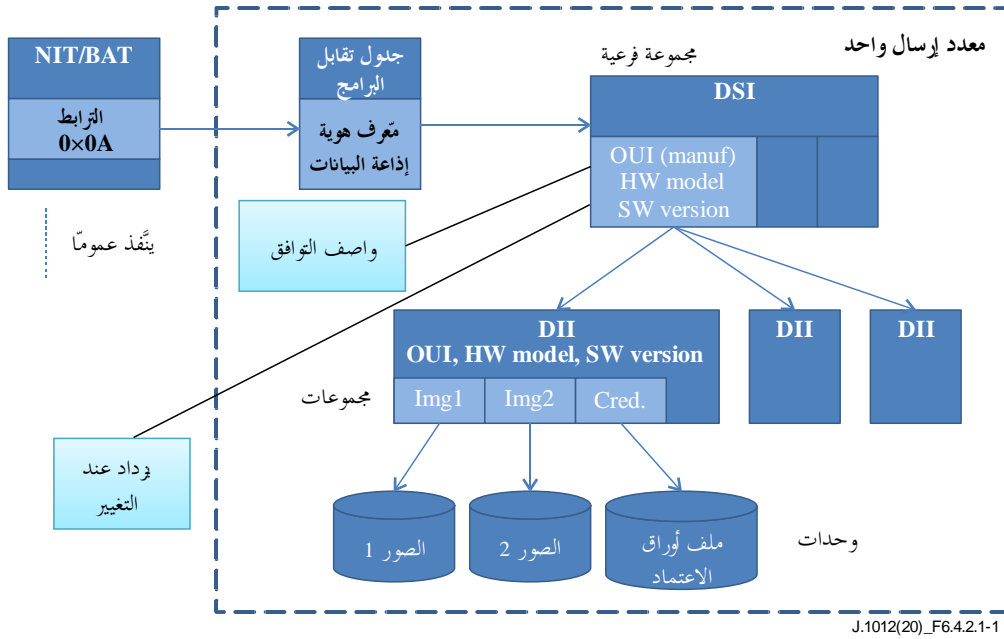 معدد إرسال واحد
NIT/BAT
الترابط
0×0A
جدول تقابل
البرامج
معّرف هوية
إذاعة البيانات
مجموعة فرعية
DSI
OUI (manuf)
HW model
SW version
ينَّفذ عمومّا
واصف التوافق
DII
OUI, HW model, SW version
Img1
Img2
Cred.
DII
DII
مجموعات
يزداد عند
التغيير
الصور 1
الصور 2
ملف أوراق
الاعتماد
وحدات
J.1012(20)_F6.4.2.1-1